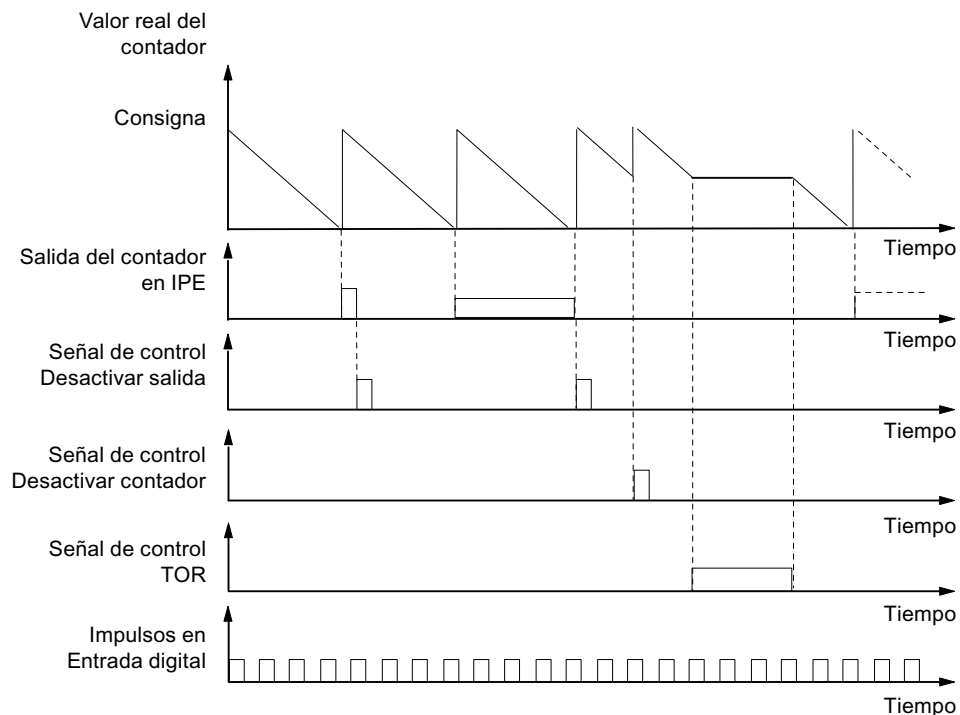 Valor real del
contador
Consigna
Tiempo
Salida del contador
en IPE
Tiempo
Señal de control
Desactivar salida
Tiempo
Señal de control
Desactivar contador
Tiempo
Señal de control
TOR
Tiempo
Impulsos en
Entrada digital
Tiempo